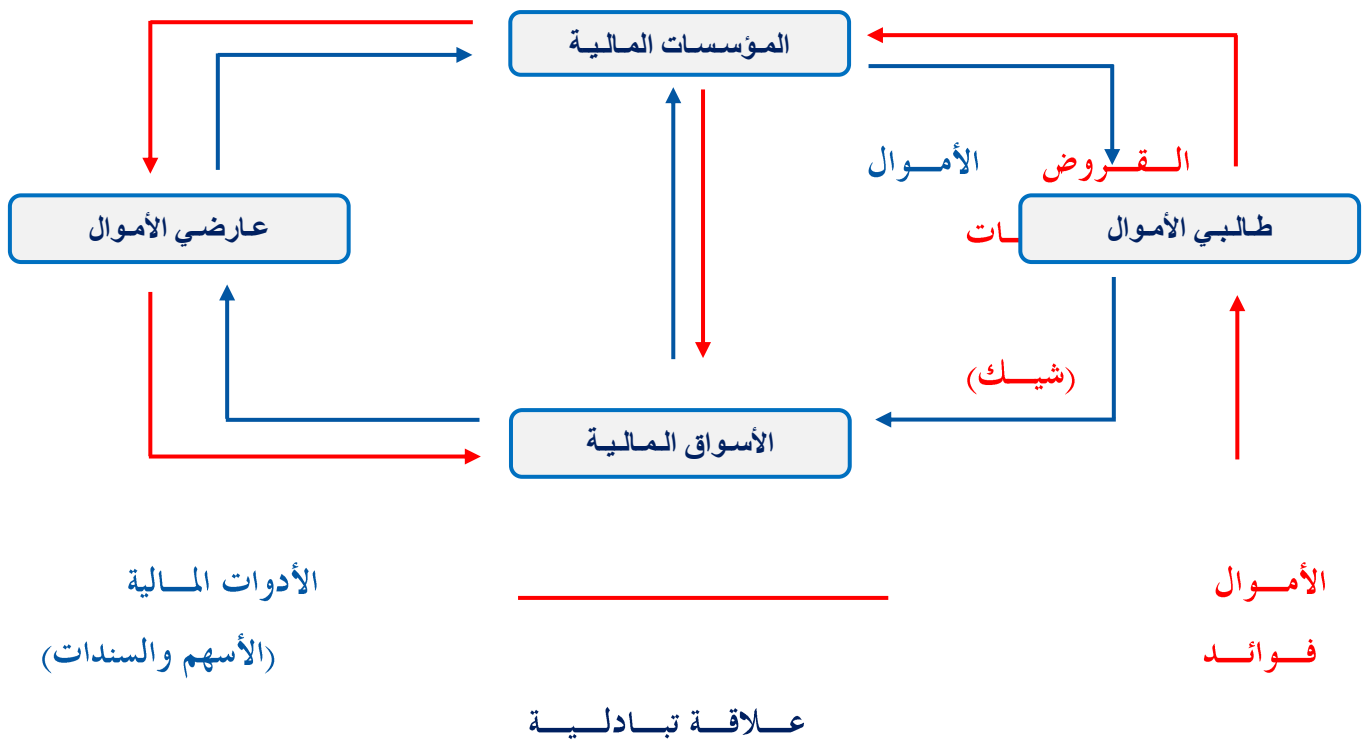 المؤسسات المالية
القروض الأموال
طالبي الأموال
ـات
عارضي الأموال
(شيك)
الأسواق المالية
الأموال
الأدوات المالية
فوائد
(الأسهم والسندات)
علاقة تبادلية